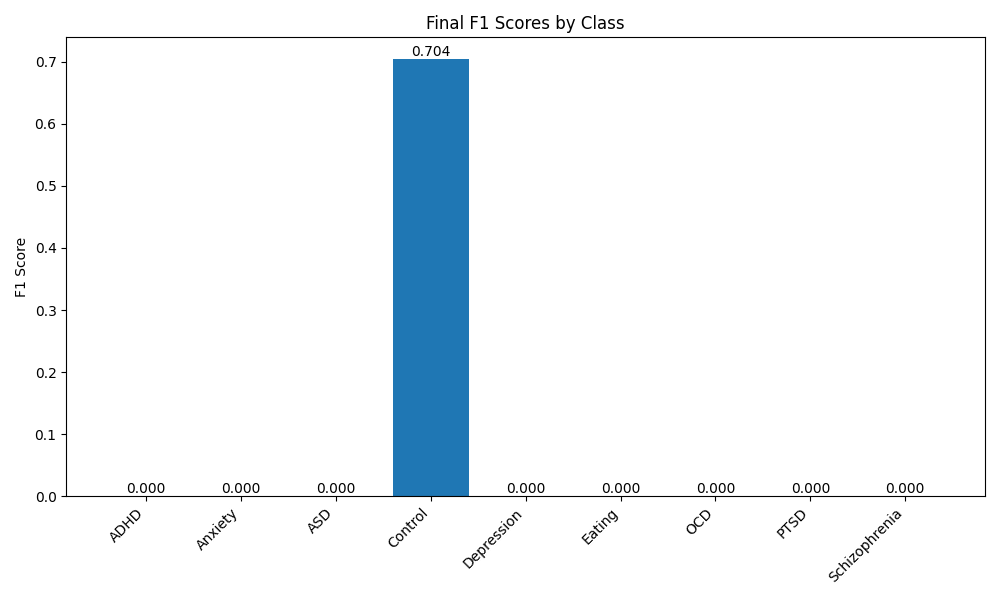 Final F1 Scores by Class
F1 Score
0.7
0.6
0.5
0.4
0.3
0.2
0.1
0.0
0.000
0.000
0.000
0.704
0.000
0.000
0.000
0.000
0.000
ADHD
Anxiety
ASD
Control
Depression
Eating
OCD
PTSD
Schizophrenia